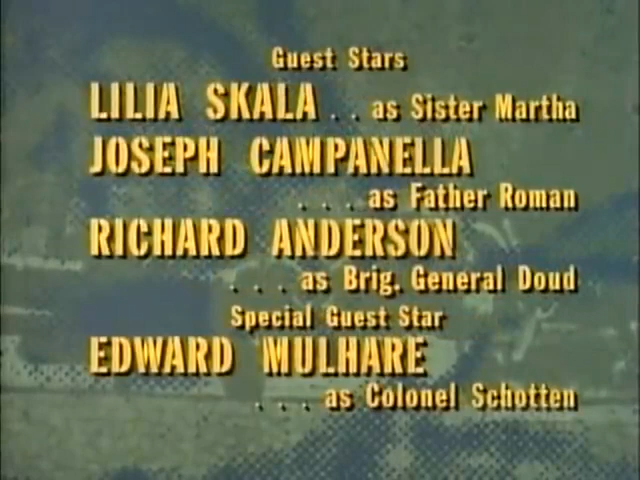 Guest Stars
LILIA SKALA . . as Sister Martha
JOSEPH CAMPANELLA
. . . as Father Roman
RICHARD ANDERSON
. . . as Brig. General Doud
Special Guest Star
EDWARD MULHARE
. . . as Colonel Schotten